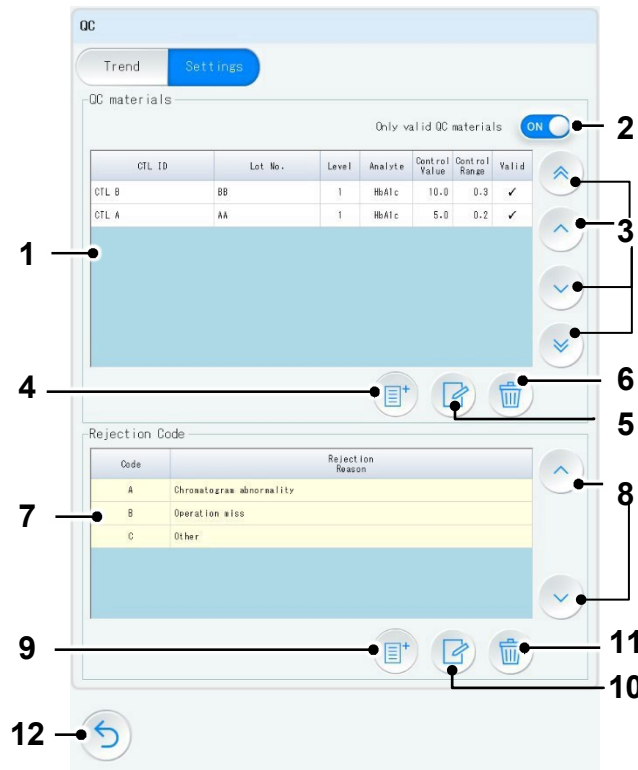 QC
Trend
Settings
QC materials
Only valid QC materials
ON
2
CTL ID Lot No. Level Analyte Control Value Control Range Valid
CTL B BB 1 HbA1c 10.0 0.3 ✓
CTL A AA 1 HbA1c 5.0 0.2 ✓
1
3
4
6
5
Rejection Code
Code Rejection Reason
A Chromatogram abnormality
B Operation miss
C Other
7
8
9
11
10
12